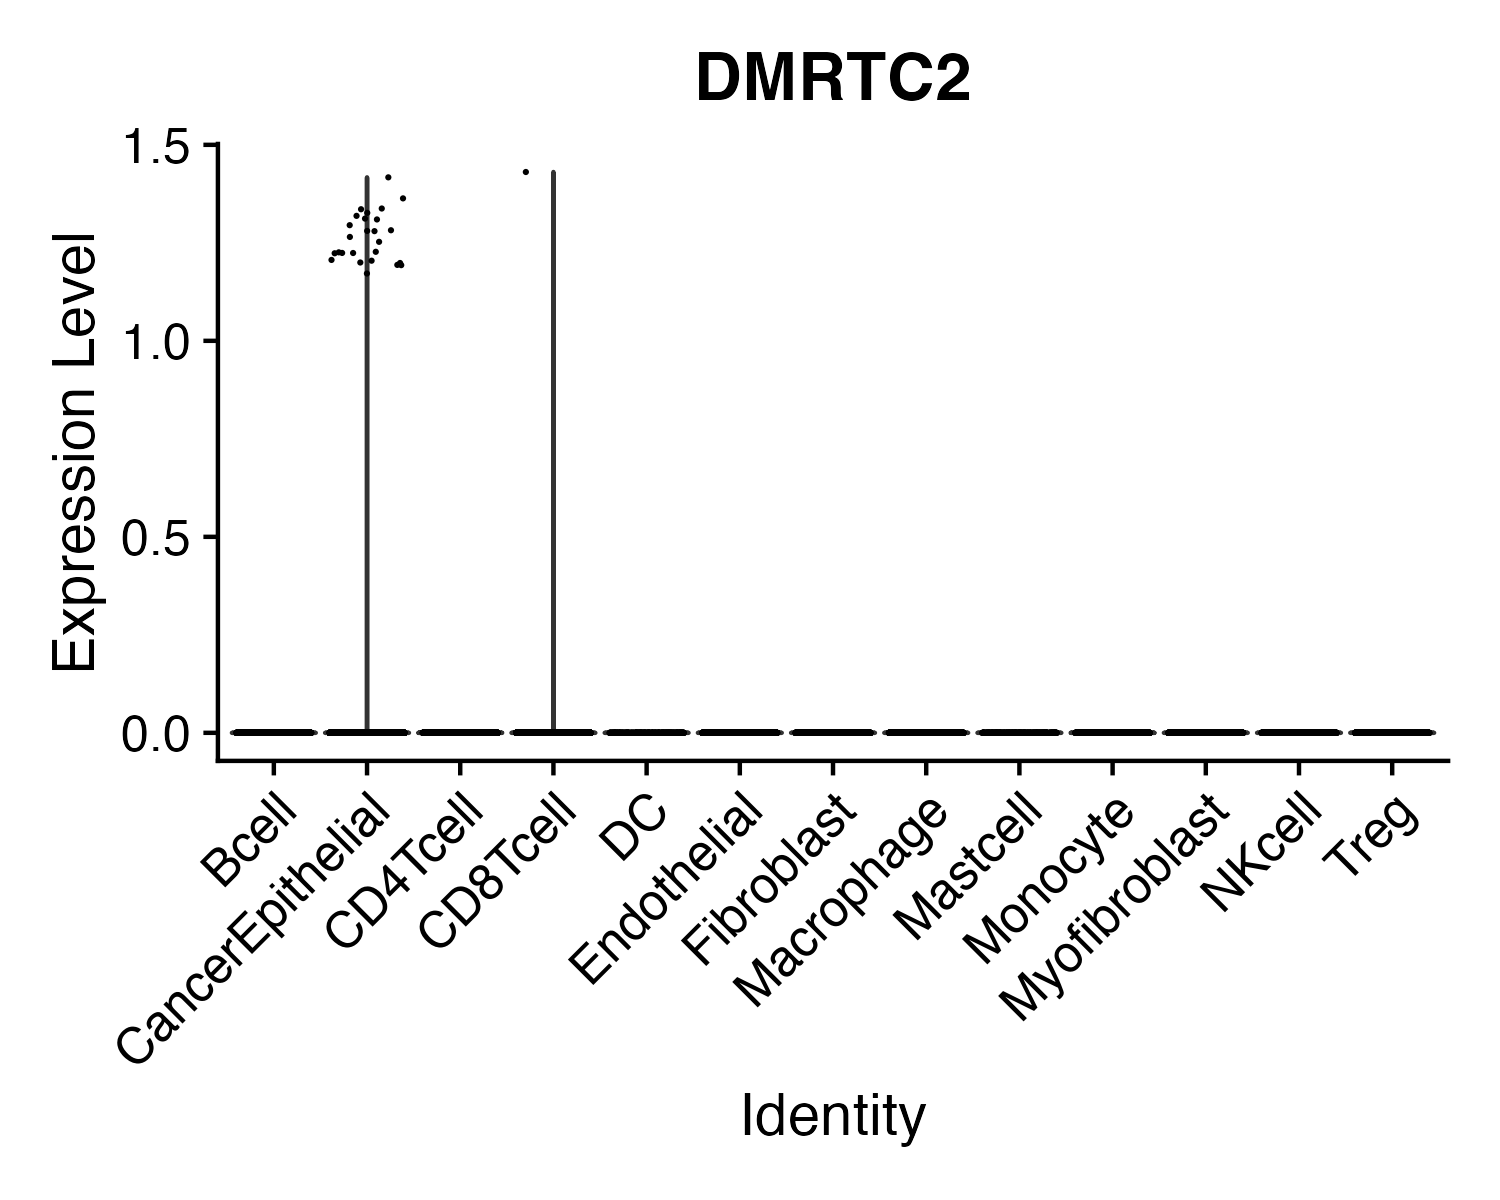 DMRTC2
Expression Level
1.5
1.0
0.5
0.0
Bcell
CancerEpithelial
CD4Tcell
CD8Tcell
DC
Endothelial
Fibroblast
Macrophage
Mastcell
Monocyte
Myofibroblast
NKcell
Treg
Identity